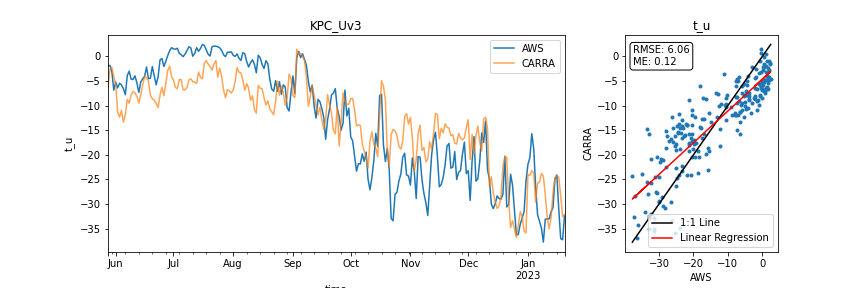 KPC_Uv3
t_u
AWS
CARRA
0
−5
−10
−15
−20
−25
−30
−35
t_u
Jun
Jul
Aug
Sep
Oct
Nov
Dec
Jan
2023
RMSE: 6.06
ME: 0.12
0
−5
−10
−15
−20
−25
−30
−35
CARRA
1:1 Line
Linear Regression
−30
−20
−10
0
AWS